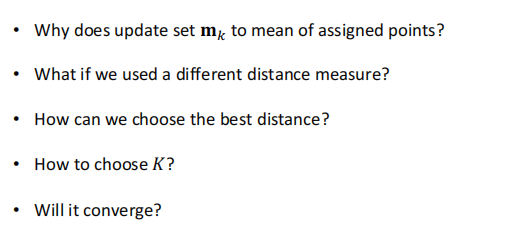 • Why does update set m_k to mean of assigned points?
• What if we used a different distance measure?
• How can we choose the best distance?
• How to choose K?
• Will it converge?